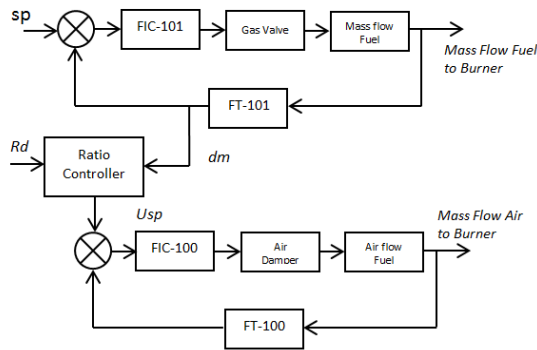 sp
FIC-101
Gas Valve
Mass flow
Fuel
Mass Flow Fuel
to Burner
FT-101
Rd
Ratio
Controller
dm
Usp
FIC-100
Air
Damper
Air flow
Fuel
Mass Flow Air
to Burner
FT-100